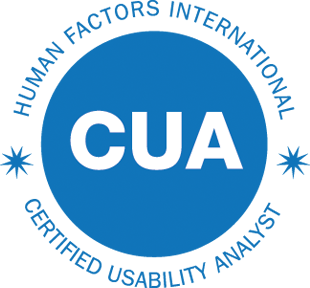 HUMAN FACTORS INTERNATIONAL
CUA
CERTIFIED USABILITY ANALYST